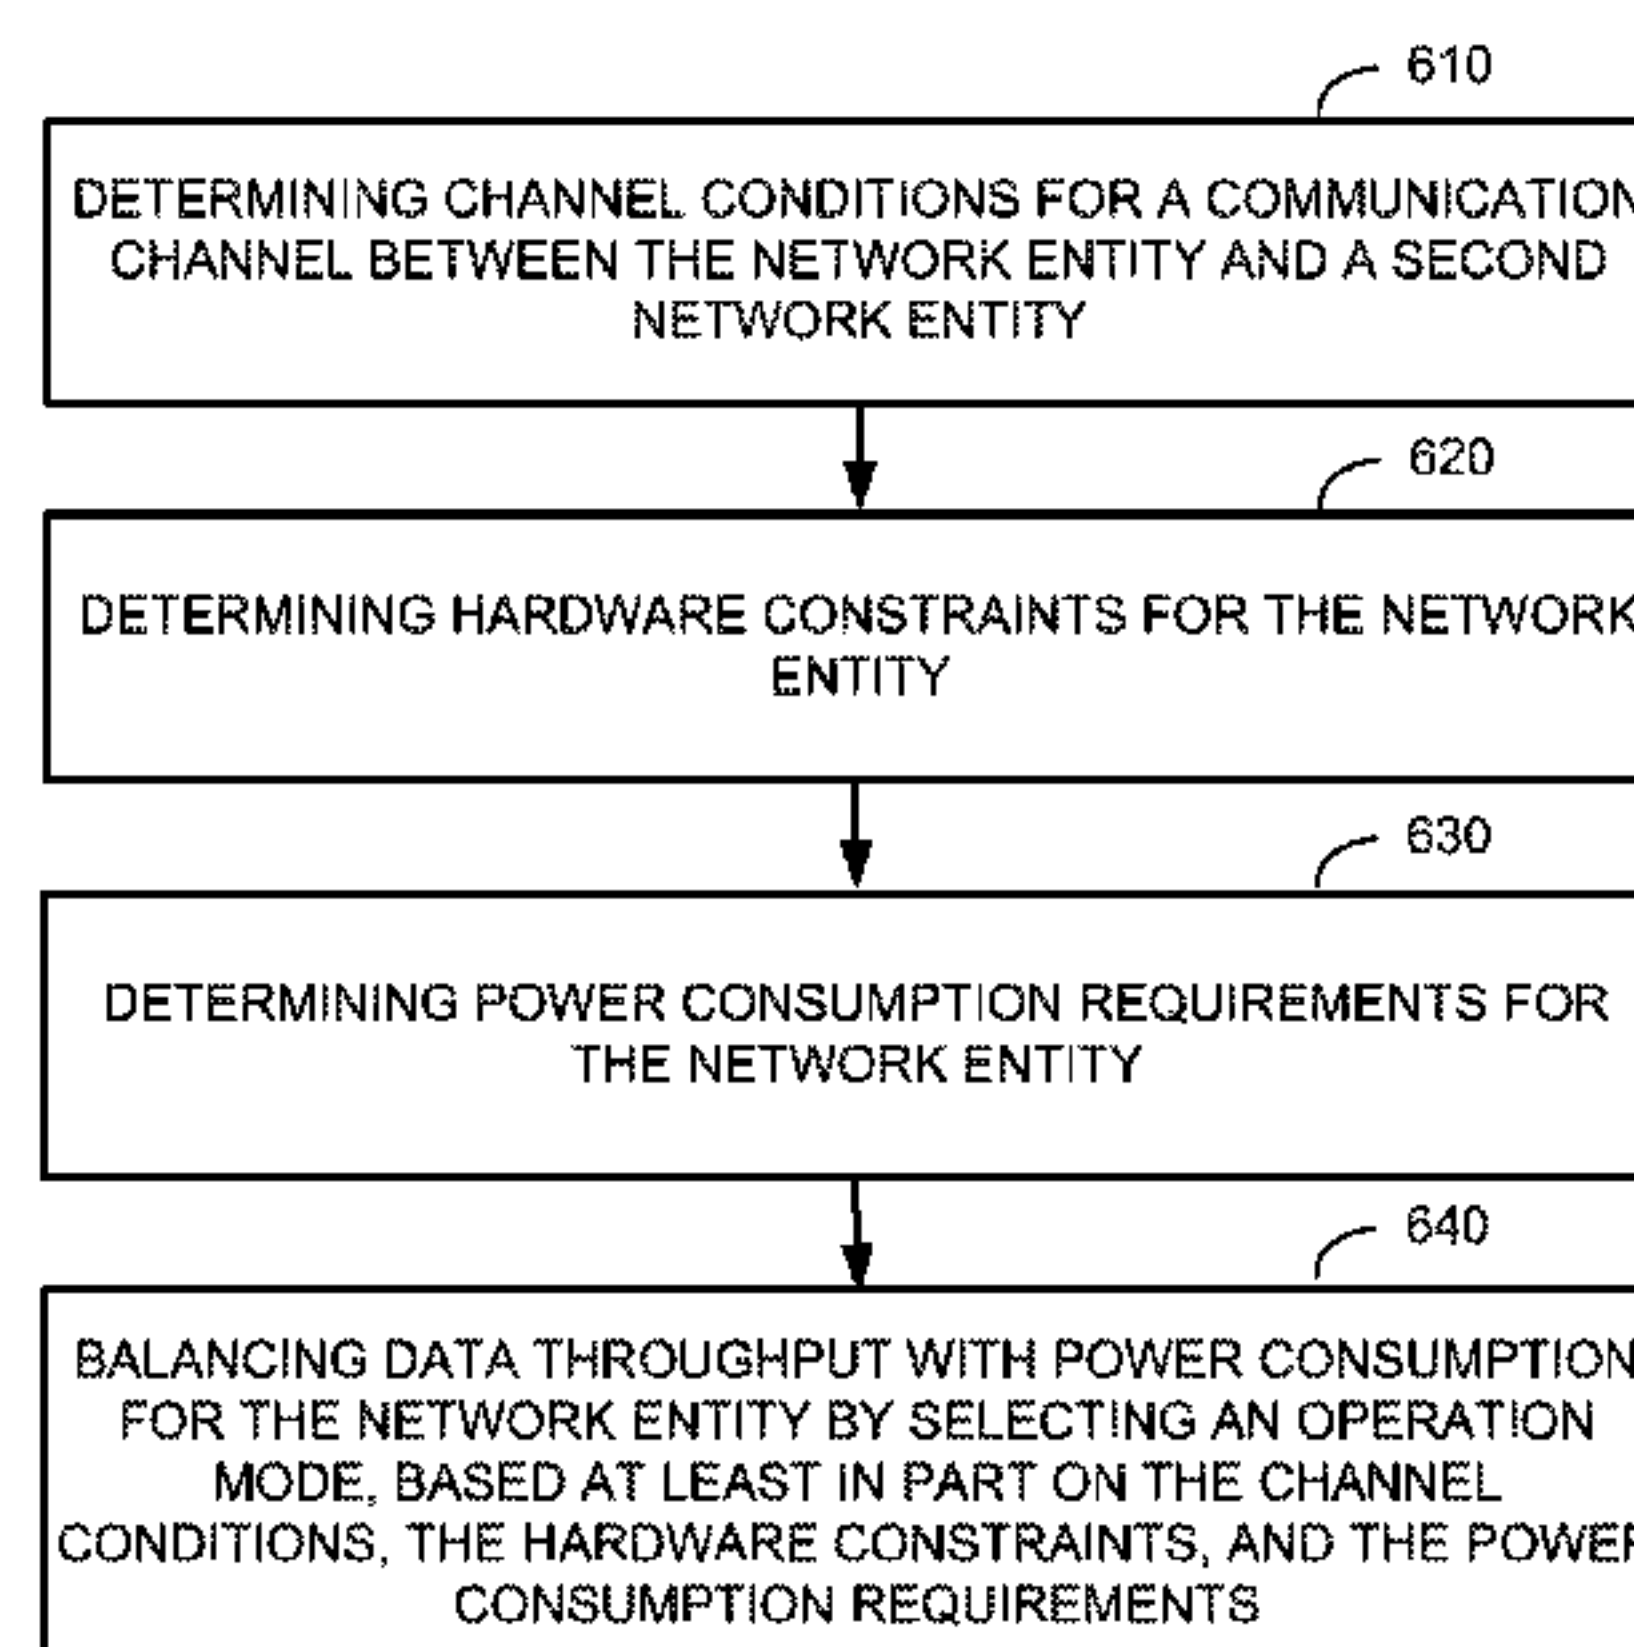 610
DETERMINING CHANNEL CONDITIONS FOR A COMMUNICATION
CHANNEL BETWEEN THE NETWORK ENTITY AND A SECOND
NETWORK ENTITY
620
DETERMINING HARDWARE CONSTRAINTS FOR THE NETWORK
ENTITY
630
DETERMINING POWER CONSUMPTION REQUIREMENTS FOR
THE NETWORK ENTITY
640
BALANCING DATA THROUGHPUT WITH POWER CONSUMPTION
FOR THE NETWORK ENTITY BY SELECTING AN OPERATION
MODE, BASED AT LEAST IN PART ON THE CHANNEL
CONDITIONS, THE HARDWARE CONSTRAINTS, AND THE POWER
CONSUMPTION REQUIREMENTS